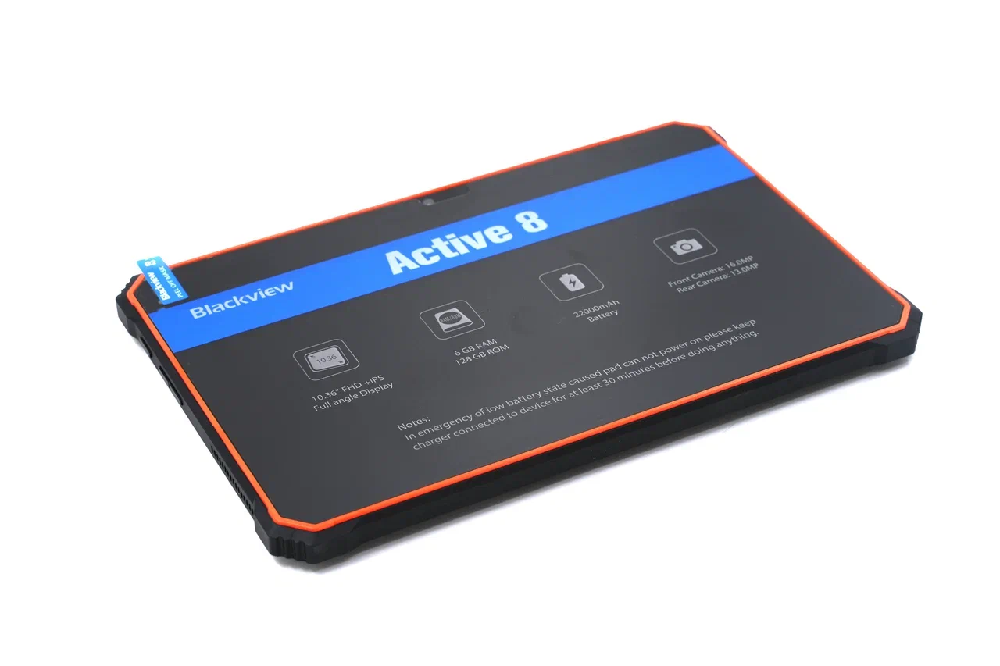 Blackview
PEEL OFF MASK
Blackview
Active 8
10.36
10.36" FHD +IPS
Full angle Display
RAM/ROM
6 GB RAM
128 GB ROM
22000mAh
Battery
Front Camera: 16.0MP
Rear Camera: 13.0MP
Notes:
In emergency of low battery state caused pad can not power on please keep
charger connected to device for at least 30 minutes before doing anything.